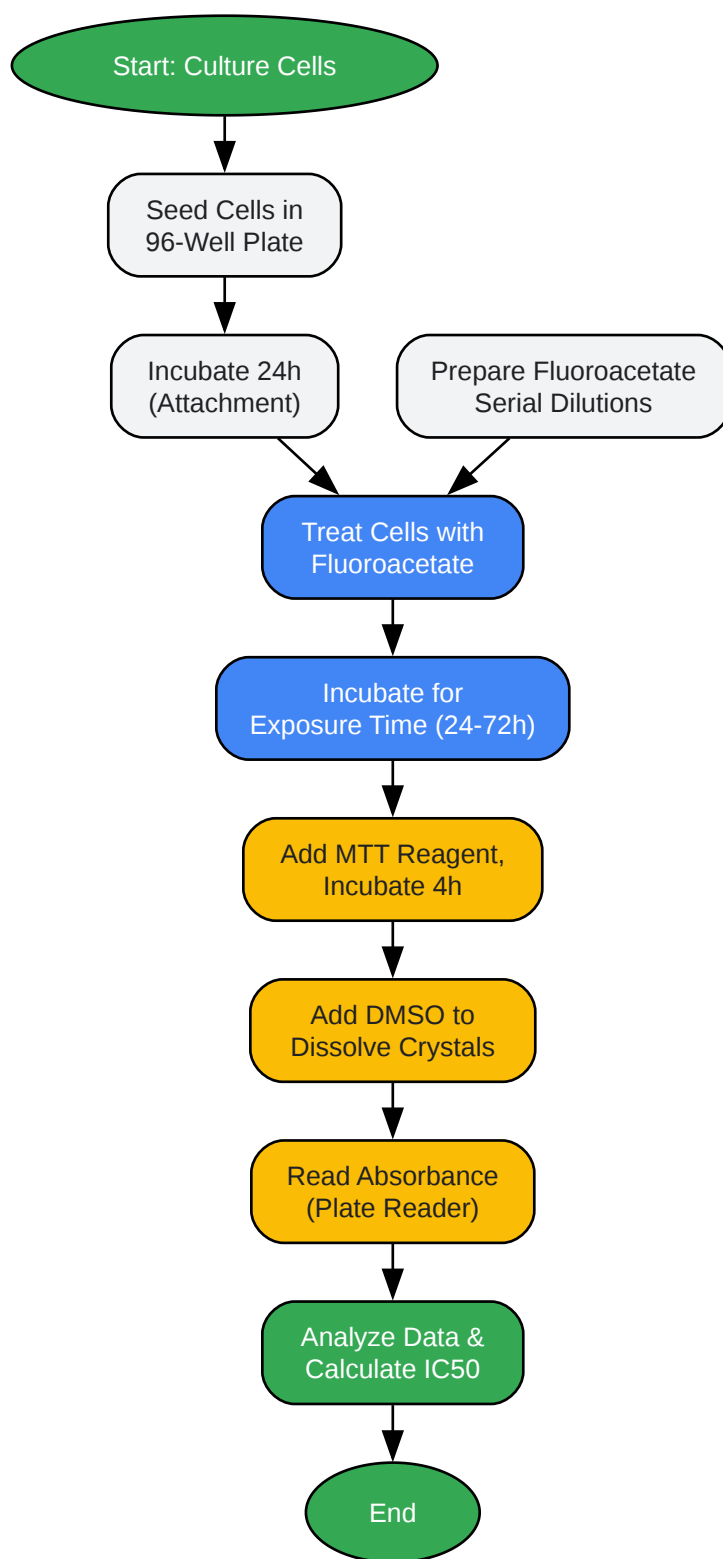 Start: Culture Cells
Seed Cells in
96-Well Plate
Incubate 24h
(Attachment)
Prepare Fluoroacetate
Serial Dilutions
Treat Cells with
Fluoroacetate
Incubate for
Exposure Time (24-72h)
Add MTT Reagent,
Incubate 4h
Add DMSO to
Dissolve Crystals
Read Absorbance
(Plate Reader)
Analyze Data &
Calculate IC50
End